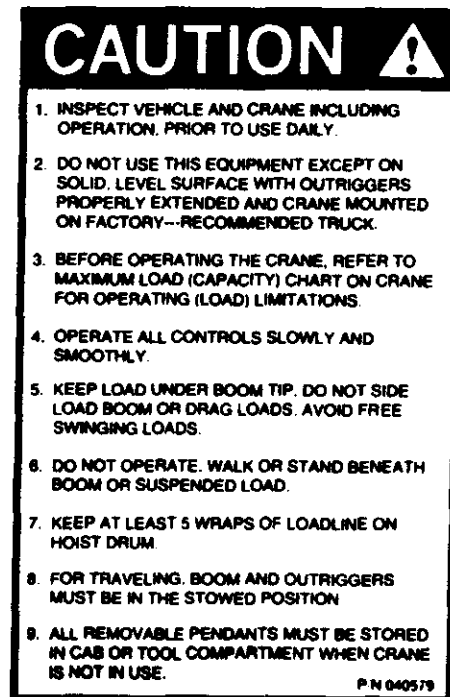 CAUTION
1. INSPECT VEHICLE AND CRANE INCLUDING
OPERATION, PRIOR TO USE DAILY.
2. DO NOT USE THIS EQUIPMENT EXCEPT ON
SOLID, LEVEL SURFACE WITH OUTRIGGERS
PROPERLY EXTENDED AND CRANE MOUNTED
ON FACTORY---RECOMMENDED TRUCK.
3. BEFORE OPERATING THE CRANE, REFER TO
MAXIMUM LOAD (CAPACITY) CHART ON CRANE
FOR OPERATING (LOAD) LIMITATIONS.
4. OPERATE ALL CONTROLS SLOWLY AND
SMOOTHLY.
5. KEEP LOAD UNDER BOOM TIP. DO NOT SIDE
LOAD BOOM OR DRAG LOADS. AVOID FREE
SWINGING LOADS.
6. DO NOT OPERATE, WALK OR STAND BENEATH
BOOM OR SUSPENDED LOAD.
7. KEEP AT LEAST 5 WRAPS OF LOADLINE ON
HOIST DRUM.
8. FOR TRAVELING, BOOM AND OUTRIGGERS
MUST BE IN THE STOWED POSITION
9. ALL REMOVABLE PENDANTS MUST BE STORED
IN CAB OR TOOL COMPARTMENT WHEN CRANE
IS NOT IN USE.
P/N 040579